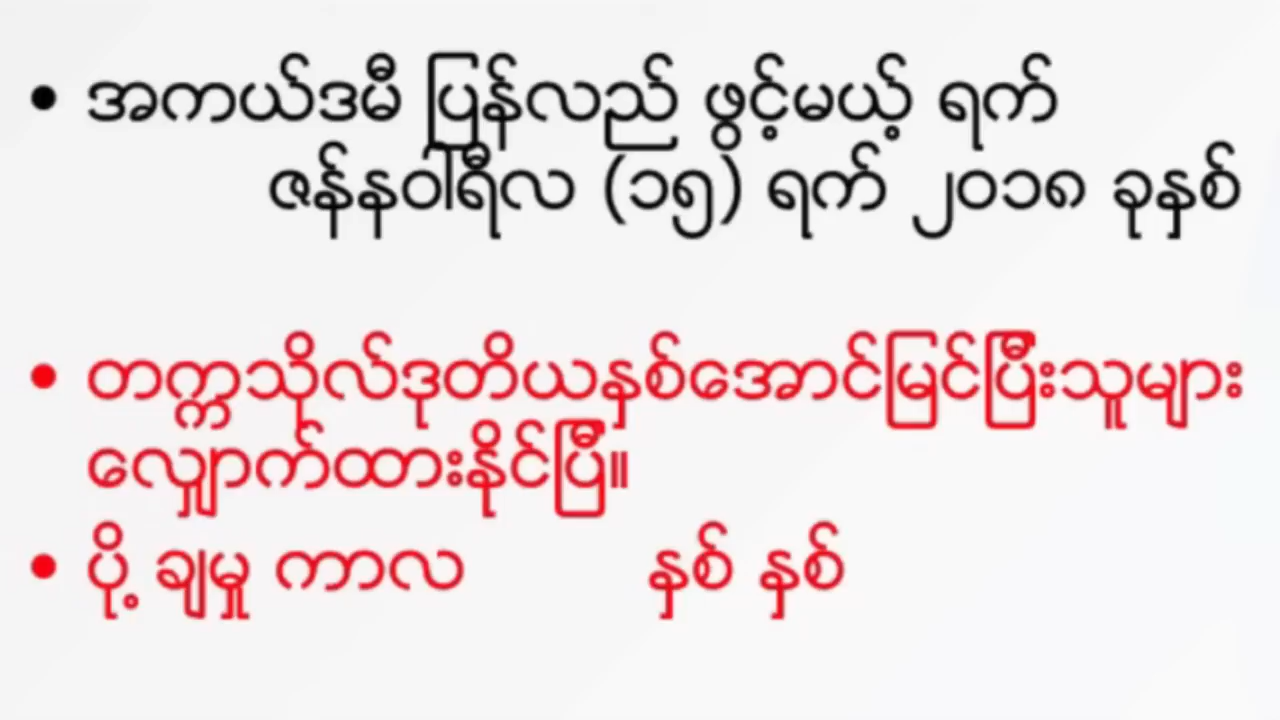 • အကယ်ဒမီ ပြန်လည် ဖွင့်မယ့် ရက်
ဇန်နဝါရီလ (၁၅) ရက် ၂၀၁၈ ခုနှစ်
• တက္ကသိုလ်ဒုတိယနှစ်အောင်မြင်ပြီးသူများ
လျှောက်ထားနိုင်ပြီ။
• ပို့ ချမှု ကာလ နှစ် နှစ်